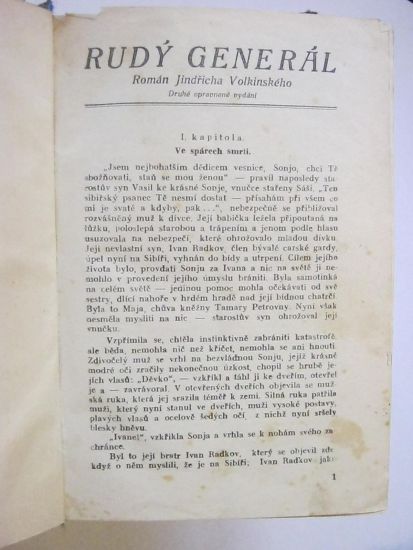 RUDÝ GENERÁL
Román Jindřicha Volkinského
Druhé opravené vydání
I. kapitola.
Ve spárech smrti.
„Jsem nejbohatším dědicem vesnice, Sonjo, chci Tě
zbožňovati, staň se mou ženou" — pravil naposledy sta-
rostův syn Vasil ke krásné Sonje, vnučce stařeny Sáši. „Ten
sibiřský psanec Tě nesmí dostat — přísahám při všem co
mi je svaté a kdyby, pak . . .", nebezpečně se přibližoval
rozvášněný muž k dívce. Její babička ležela připoutaná na
lůžku, poloslepá starobou a trápením a jenom podle hlasu
usuzovala na nebezpečí, které ohrožovalo mladou dívku.
Její nevlastní syn, Ivan Radkov, člen bývalé carské gardy,
úpel nyní na Sibiři, vyhnán do bídy a útrap. Cílem jejího
života bylo, provdati Sonju za Ivana a nic na světě ji ne-
mohlo v provedení jejího úmyslu brániti. Byla samotinká
na celém světě — jedinou pomoc mohla očekávati od své
sestry, dlící nahoře v hrdém hradě nad její bídnou chatrčí.
Byla to Maja, chůva kněžny Tamary Petrovny. Nyní však
nesměla mysliti na nic — starostův syn ohrožoval její
vnučku.
Vzpřímila se, chtěla instinktivně zabrániti katastrofě,
ale běda, nemohla nic než křičet, nemohla se ani hnouti.
Zdivočelý muž se vrhl na bezvládnou Sonju, jejíž krásné
modré oči zračily nekonečnou úzkost, chopil se hrubě je-
jích vlasů: „Děvko", — vzkřikl a táhl ji ke dveřím, otevřel
je a — zavrávoral. V otevřených dveřích objevila se muž-
ská ruka, která jej srazila téměř k zemi. Silná ruka patřila
muži, který nyní stanul ve dveřích, muži vysoké postavy,
plavých vlasů a ocelově šedých očí, z nichž nyní sršely
blesky hněvu.
„Ivane!", vzkřikla Sonja a vrhla se k nohám svého za-
chránce.
Byl to její bratr Ivan Radkov, který se objevil zde
když o něm myslili, že je na Sibiři; Ivan Raďkov jako
1